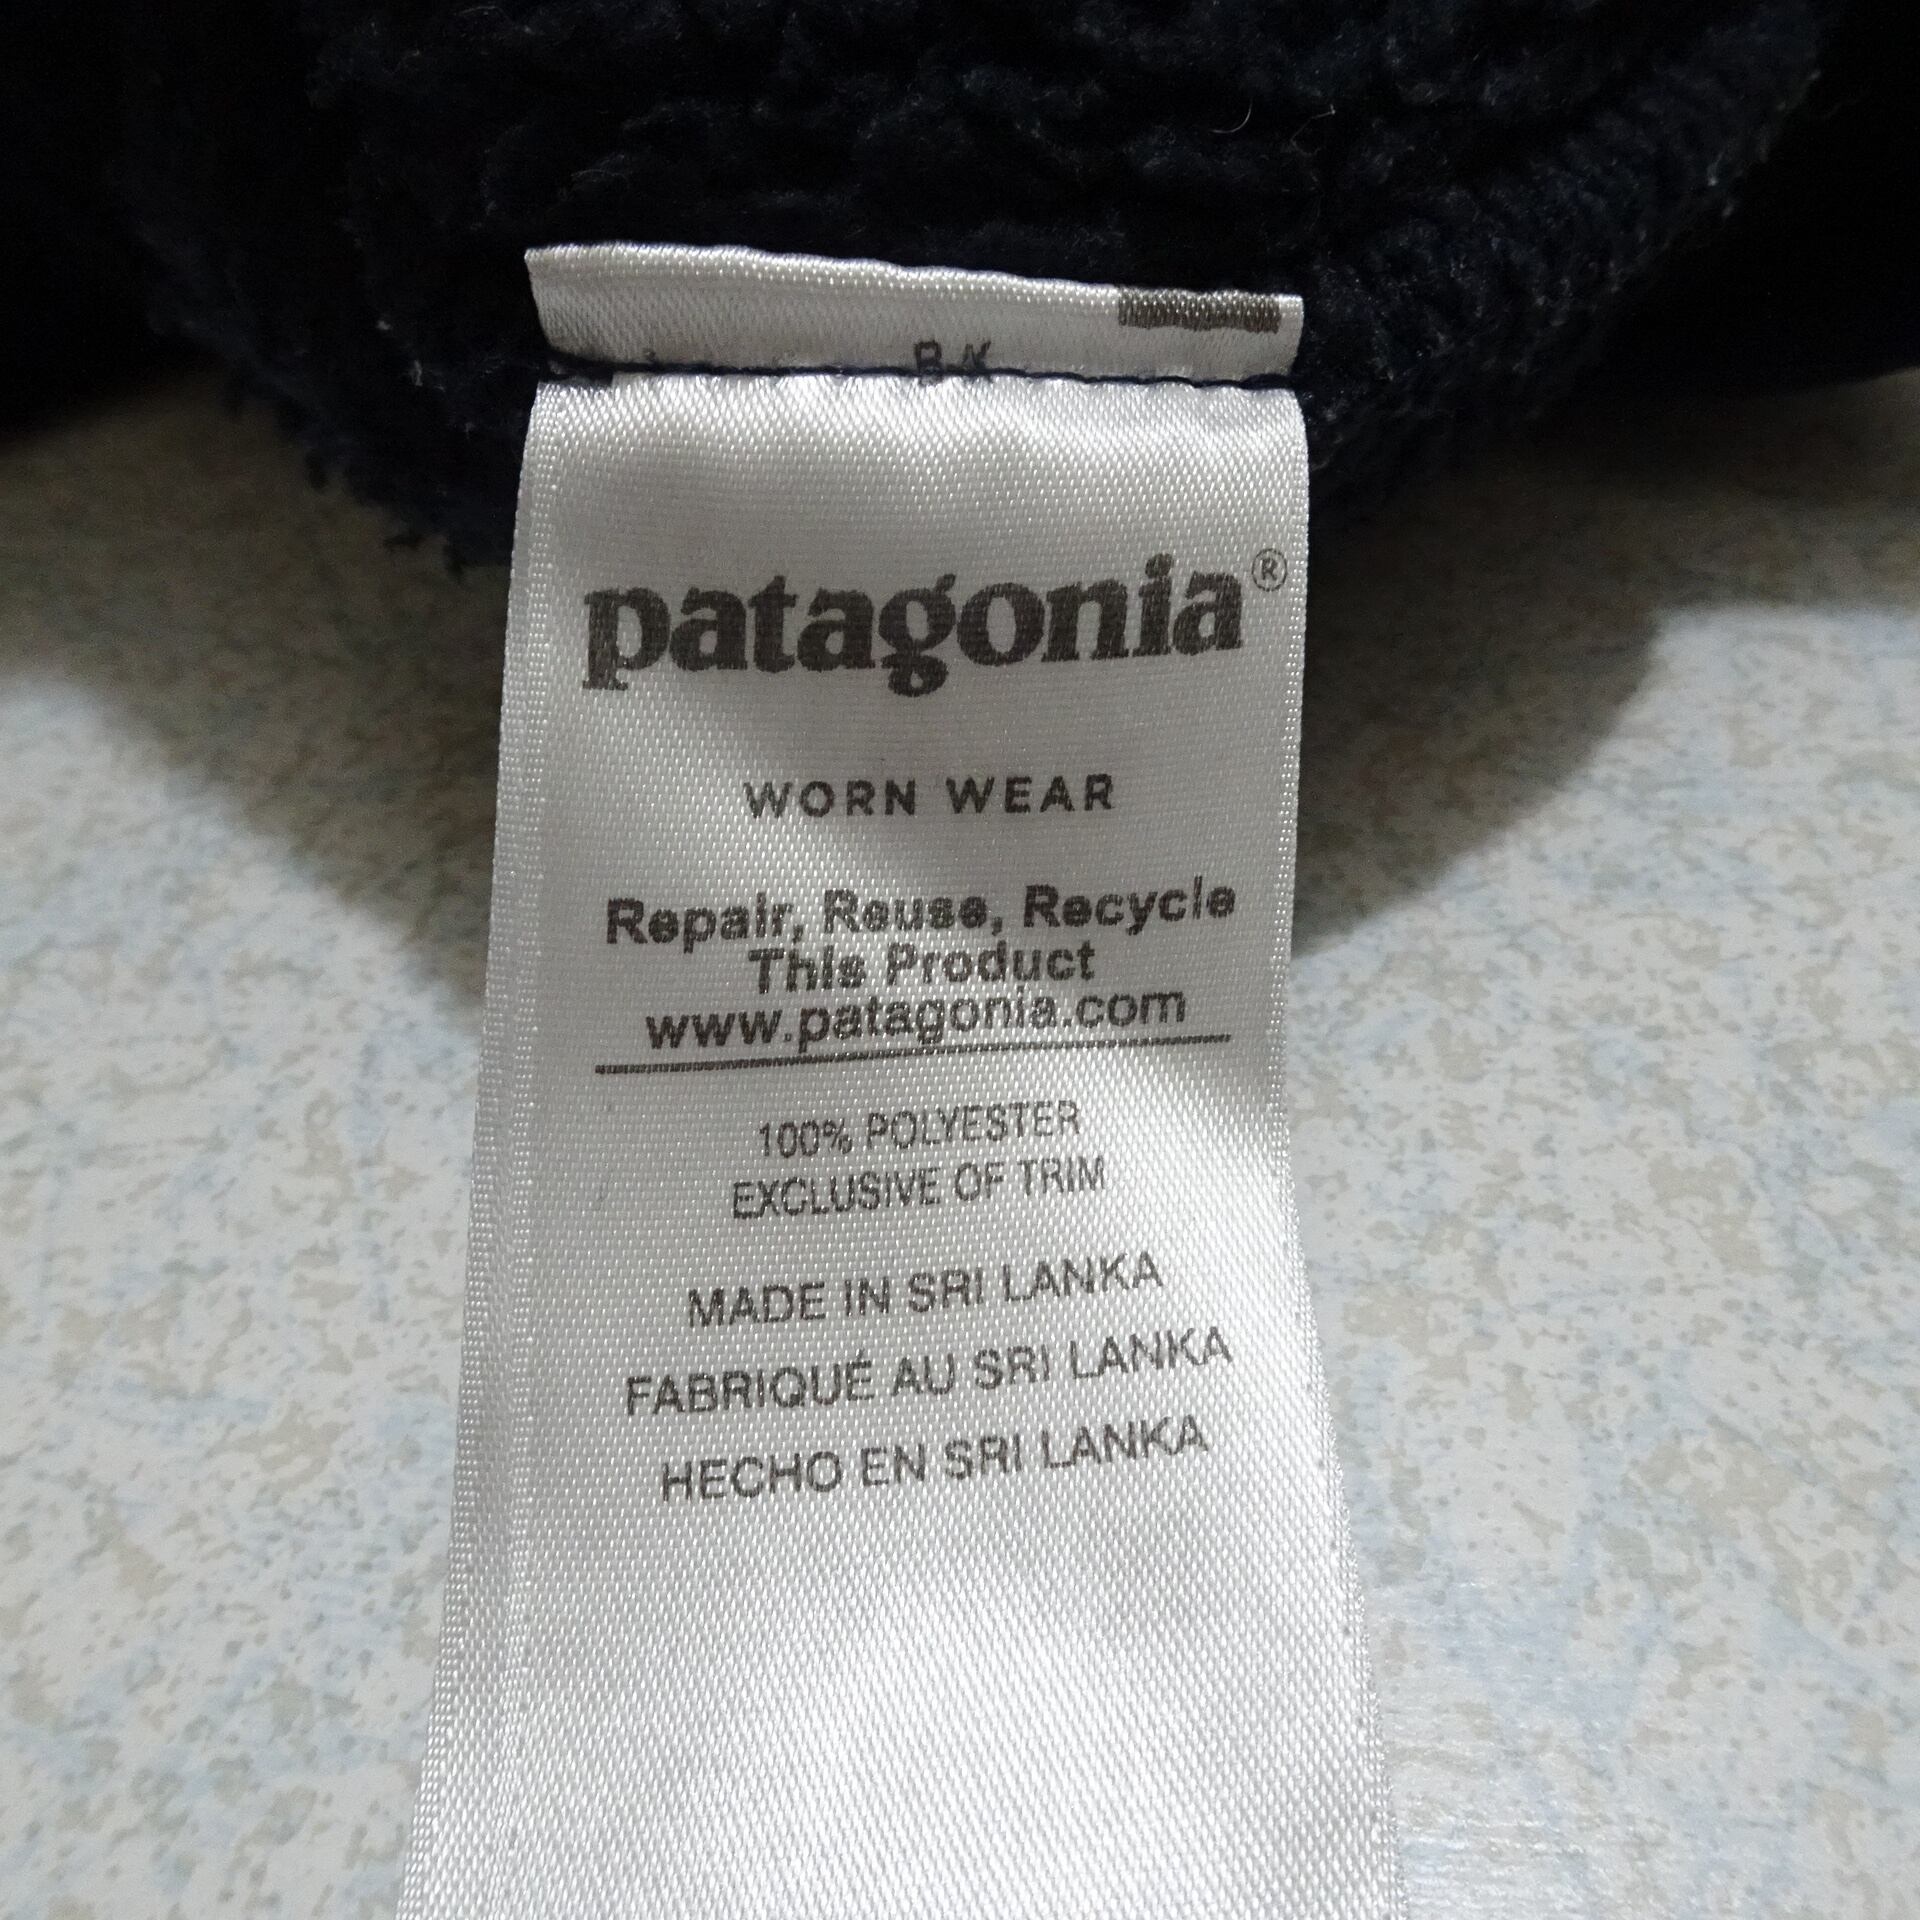 BK
patagonia®
WORN WEAR
Repair, Reuse, Recycle
This Product
www.patagonia.com
100% POLYESTER
EXCLUSIVE OF TRIM
MADE IN SRI LANKA
FABRIQUÉ AU SRI LANKA
HECHO EN SRI LANKA